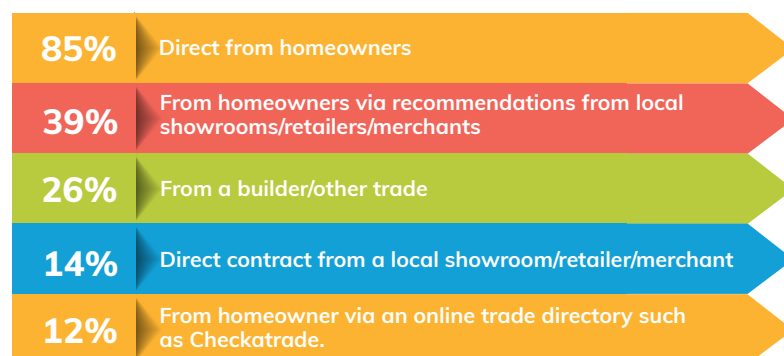 85%
Direct from homeowners
39%
From homeowners via recommendations from local
showrooms/retailers/merchants
26%
From a builder/other trade
14%
Direct contract from a local showroom/retailer/merchant
12%
From homeowner via an online trade directory such
as Checkatrade.